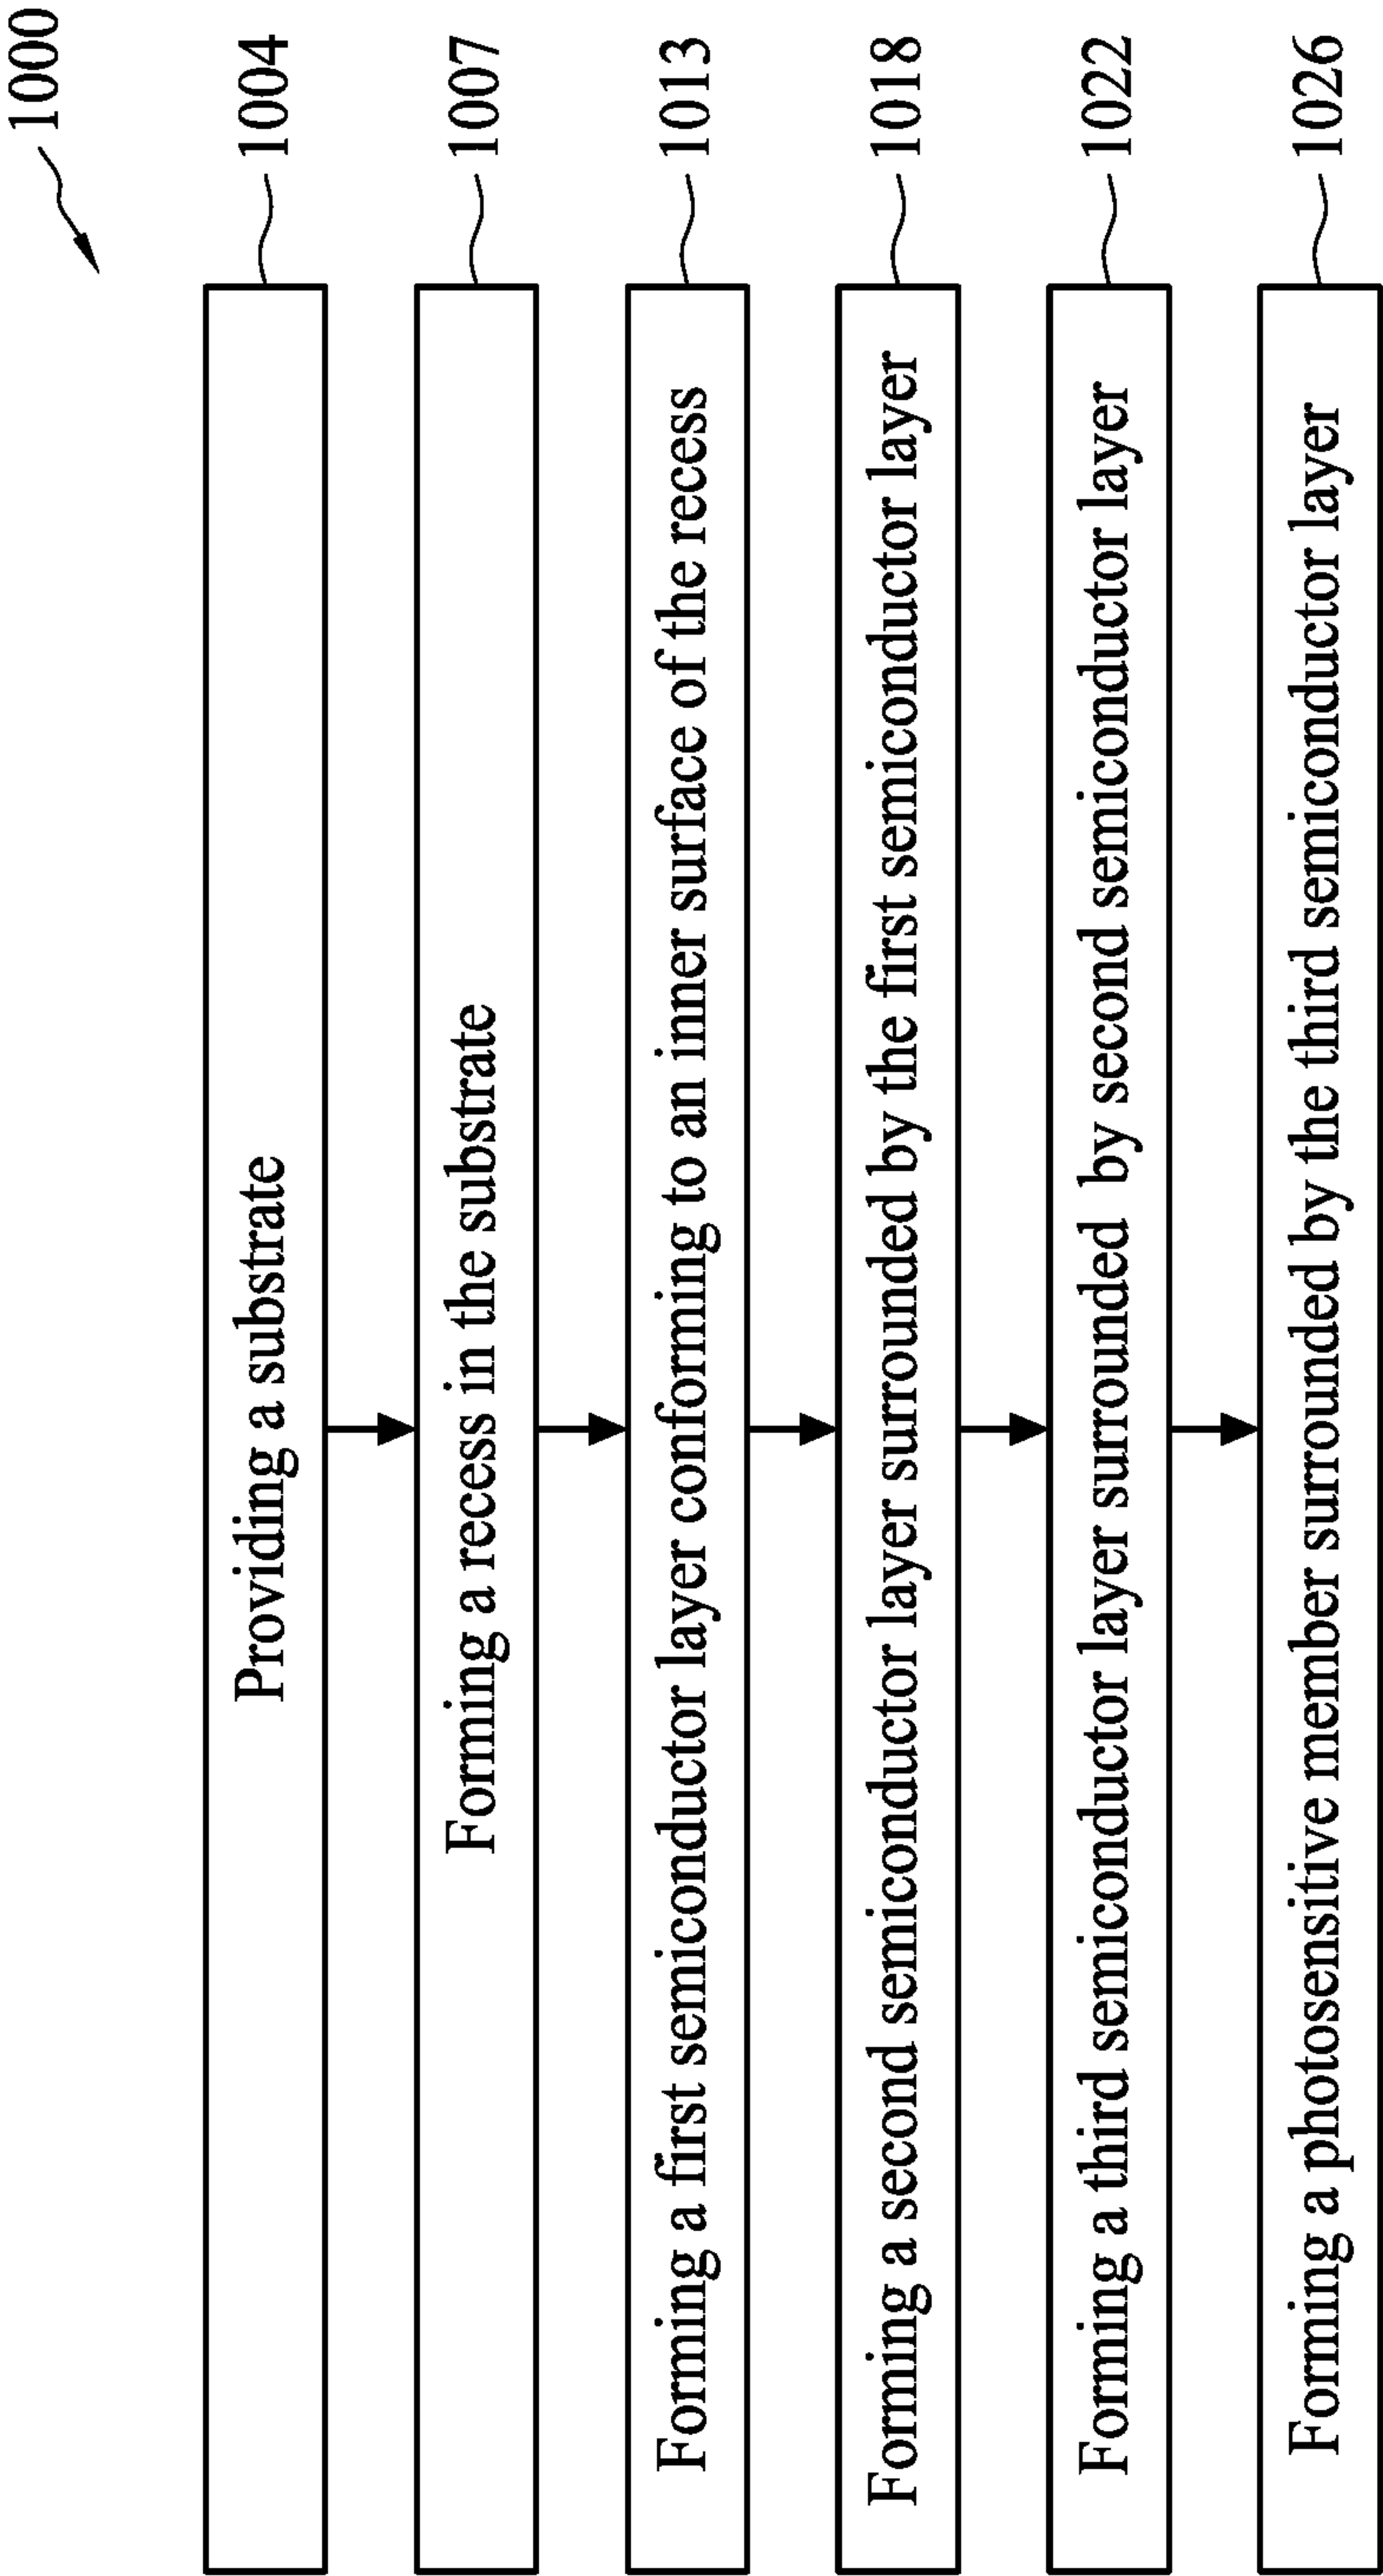 1000
Providing a substrate
1004
Forming a recess in the substrate
1007
Forming a first semiconductor layer conforming to an inner surface of the recess
1013
Forming a second semiconductor layer surrounded by the first semiconductor layer
1018
Forming a third semiconductor layer surrounded by second semiconductor layer
1022
Forming a photosensitive member surrounded by the third semiconductor layer
1026